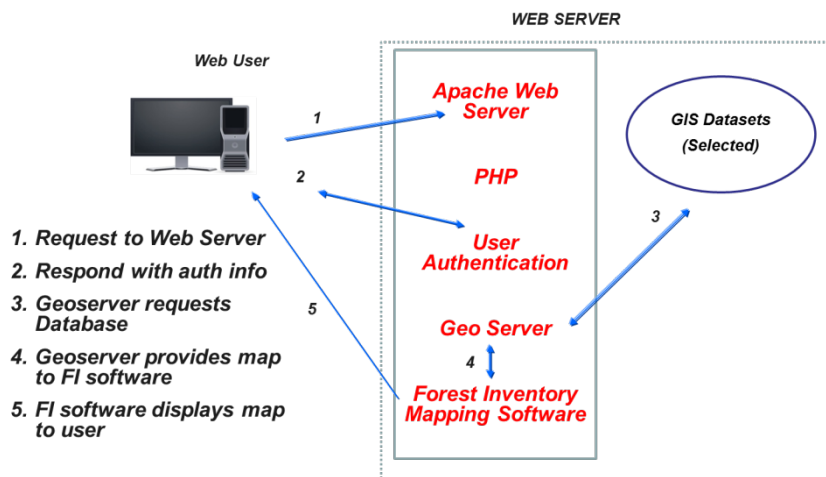 WEB SERVER
Web User
Apache Web
Server
GIS Datasets
(Selected)
1
PHP
2
3
User
Authentication
1. Request to Web Server
2. Respond with auth info
3. Geoserver requests
Database
4. Geoserver provides map
to FI software
5. FI software displays map
to user
5
Geo Server
4
Forest Inventory
Mapping Software